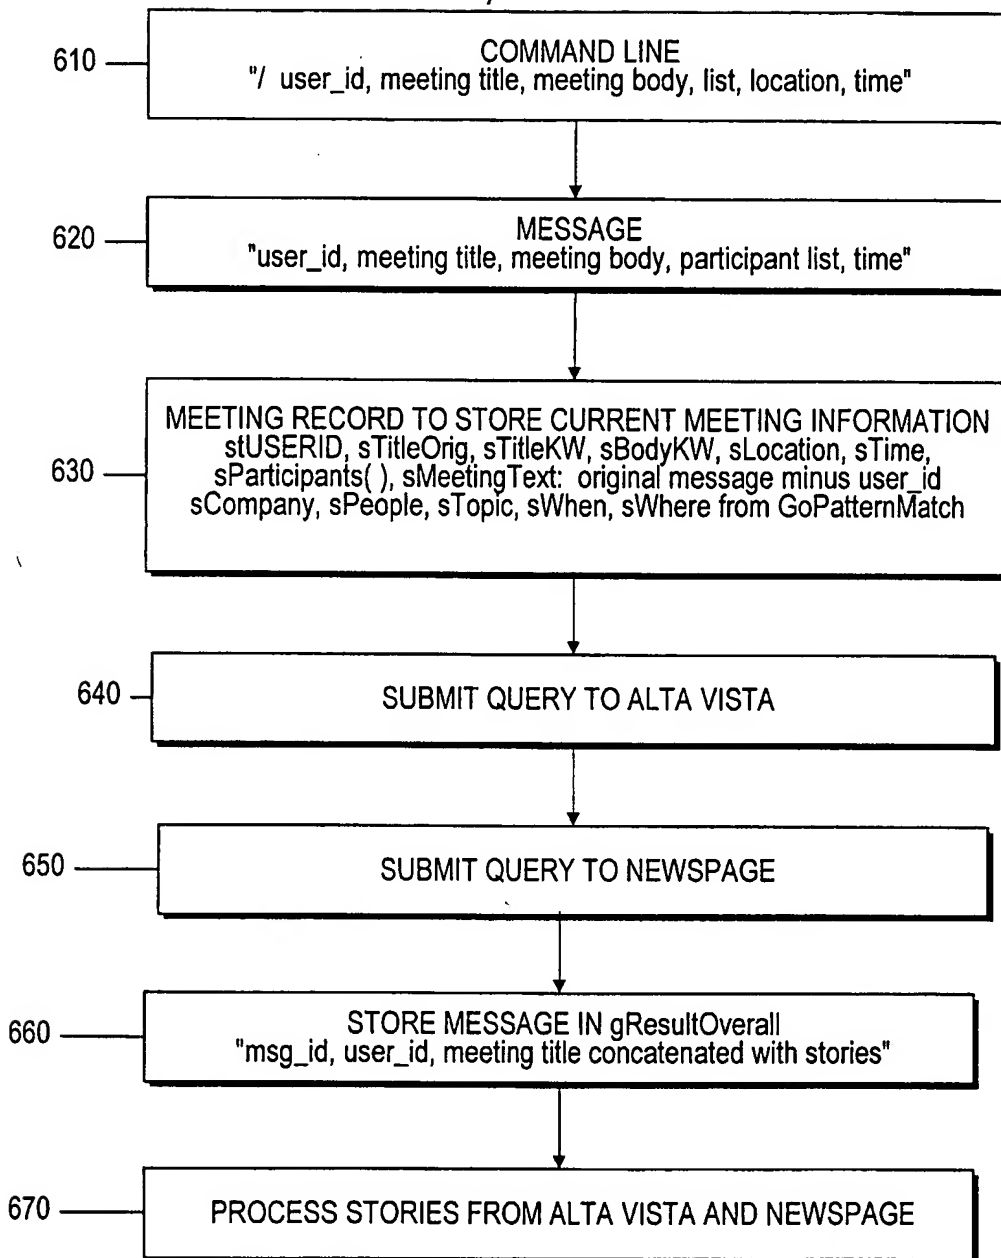 610
COMMAND LINE
"/ user_id, meeting title, meeting body, list, location, time"
620
MESSAGE
"user_id, meeting title, meeting body, participant list, time"
630
MEETING RECORD TO STORE CURRENT MEETING INFORMATION
stUSERID, sTitleOrig, sTitleKW, sBodyKW, sLocation, sTime,
sParticipants( ), sMeetingText: original message minus user_id
sCompany, sPeople, sTopic, sWhen, sWhere from GoPatternMatch
640
SUBMIT QUERY TO ALTA VISTA
650
SUBMIT QUERY TO NEWSPAGE
660
STORE MESSAGE IN gResultOverall
"msg_id, user_id, meeting title concatenated with stories"
670
PROCESS STORIES FROM ALTA VISTA AND NEWSPAGE